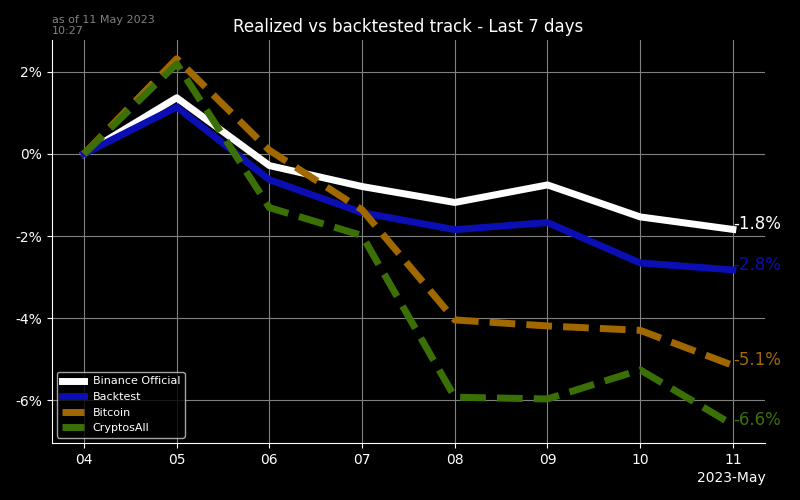 as of 11 May 2023
10:27
Realized vs backtested track - Last 7 days
2%
0%
-2%
-4%
-6%
-1.8%
-2.8%
-5.1%
-6.6%
Binance Official
Backtest
Bitcoin
CryptosAll
04 05 06 07 08 09 10 11
2023-May